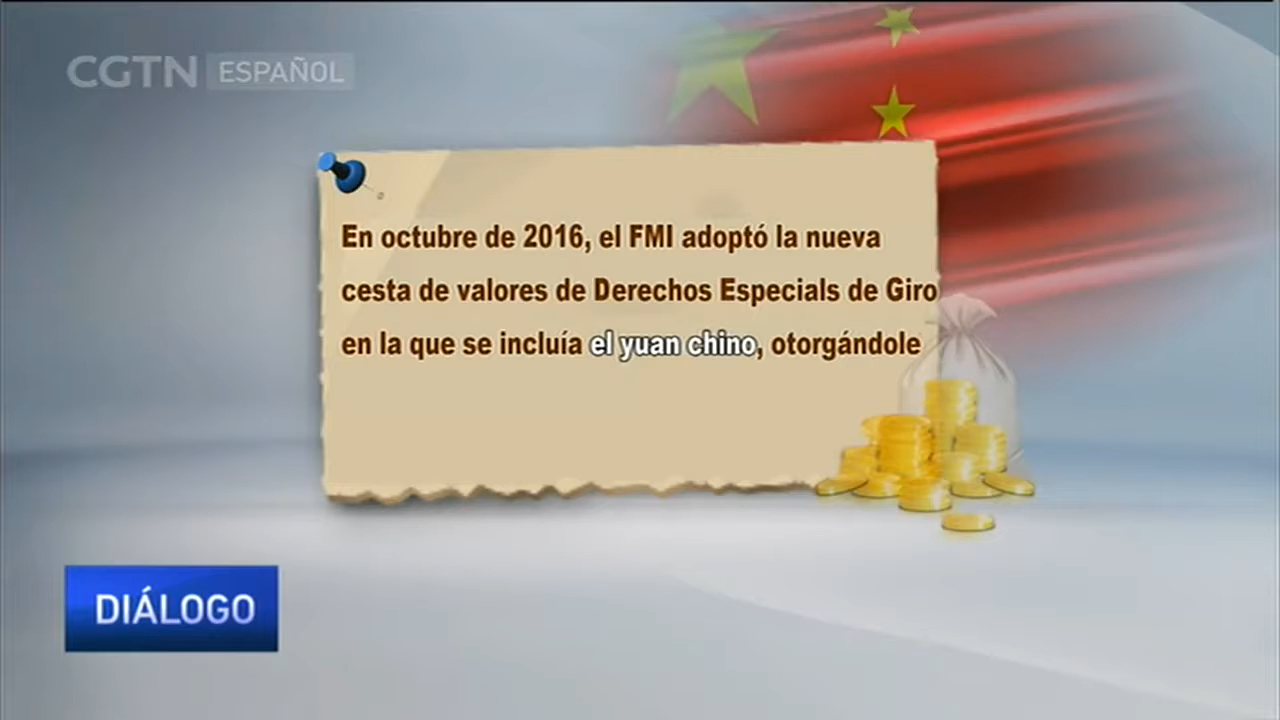 CGTN ESPAÑOL
En octubre de 2016, el FMI adoptó la nueva
cesta de valores de Derechos Especials de Giro
en la que se incluía el yuan chino, otorgándole
DIÁLOGO